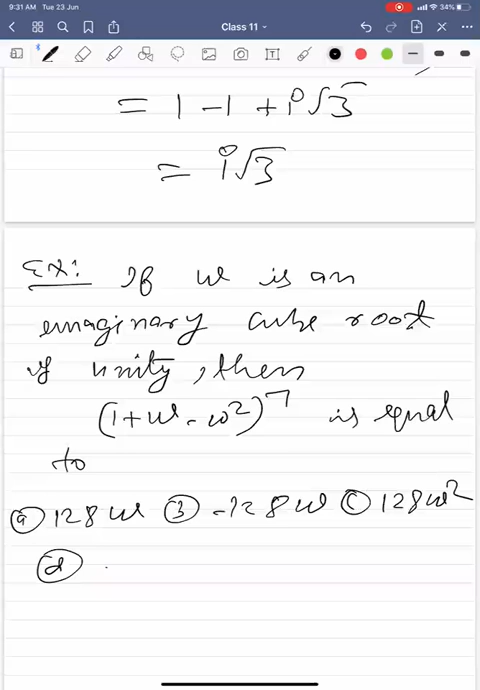 9:31 AM Tue 23 Jun
34%
Class 11
= 1 - 1 + i√3
= i√3
Ex: If ω is an
imaginary cube root
of unity, then
(1+ω-ω²)⁷ is equal
to
(a) 128ω (3) -128ω (c) 128ω²
(d)